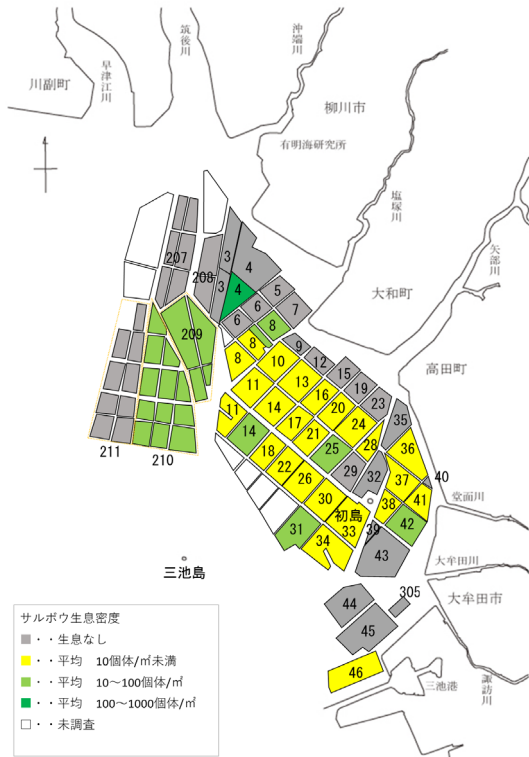 筑後川
沖端川
早津江川
川副町
柳川市
有明海研究所
塩塚川
矢部川
大和町
高田町
207
208
3
4
3
4
5
6
7
6
8
209
8
8
9
12
15
19
23
10
13
16
20
24
28
35
11
14
17
21
25
29
32
36
40
11
14
18
22
26
30
初島
33
37
41
38
42
39
43
堂面川
211
210
31
34
三池島
大牟田川
大牟田市
44
305
45
46
三池港
諏訪川
サルボウ生息密度
・・生息なし
・・平均 10個体/㎡未満
・・平均 10～100個体/㎡
・・平均 100～1000個体/㎡
・・未調査